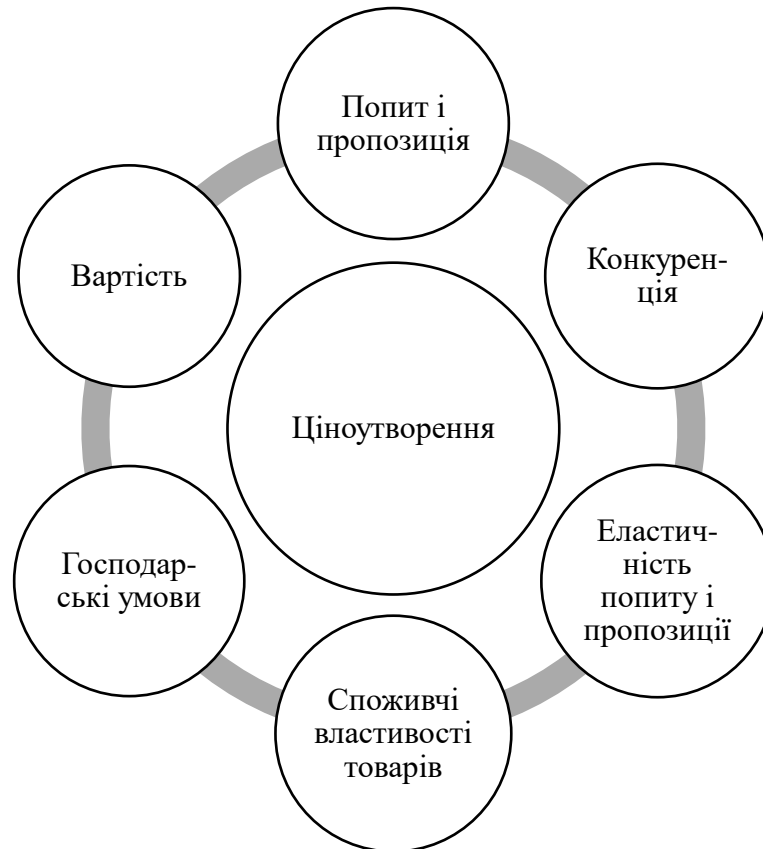 Попит і
пропозиція
Конкурен-
ція
Еластич-
ність
попиту і
пропозиції
Споживчі
властивості
товарів
Господар-
ські умови
Вартість
Ціноутворення